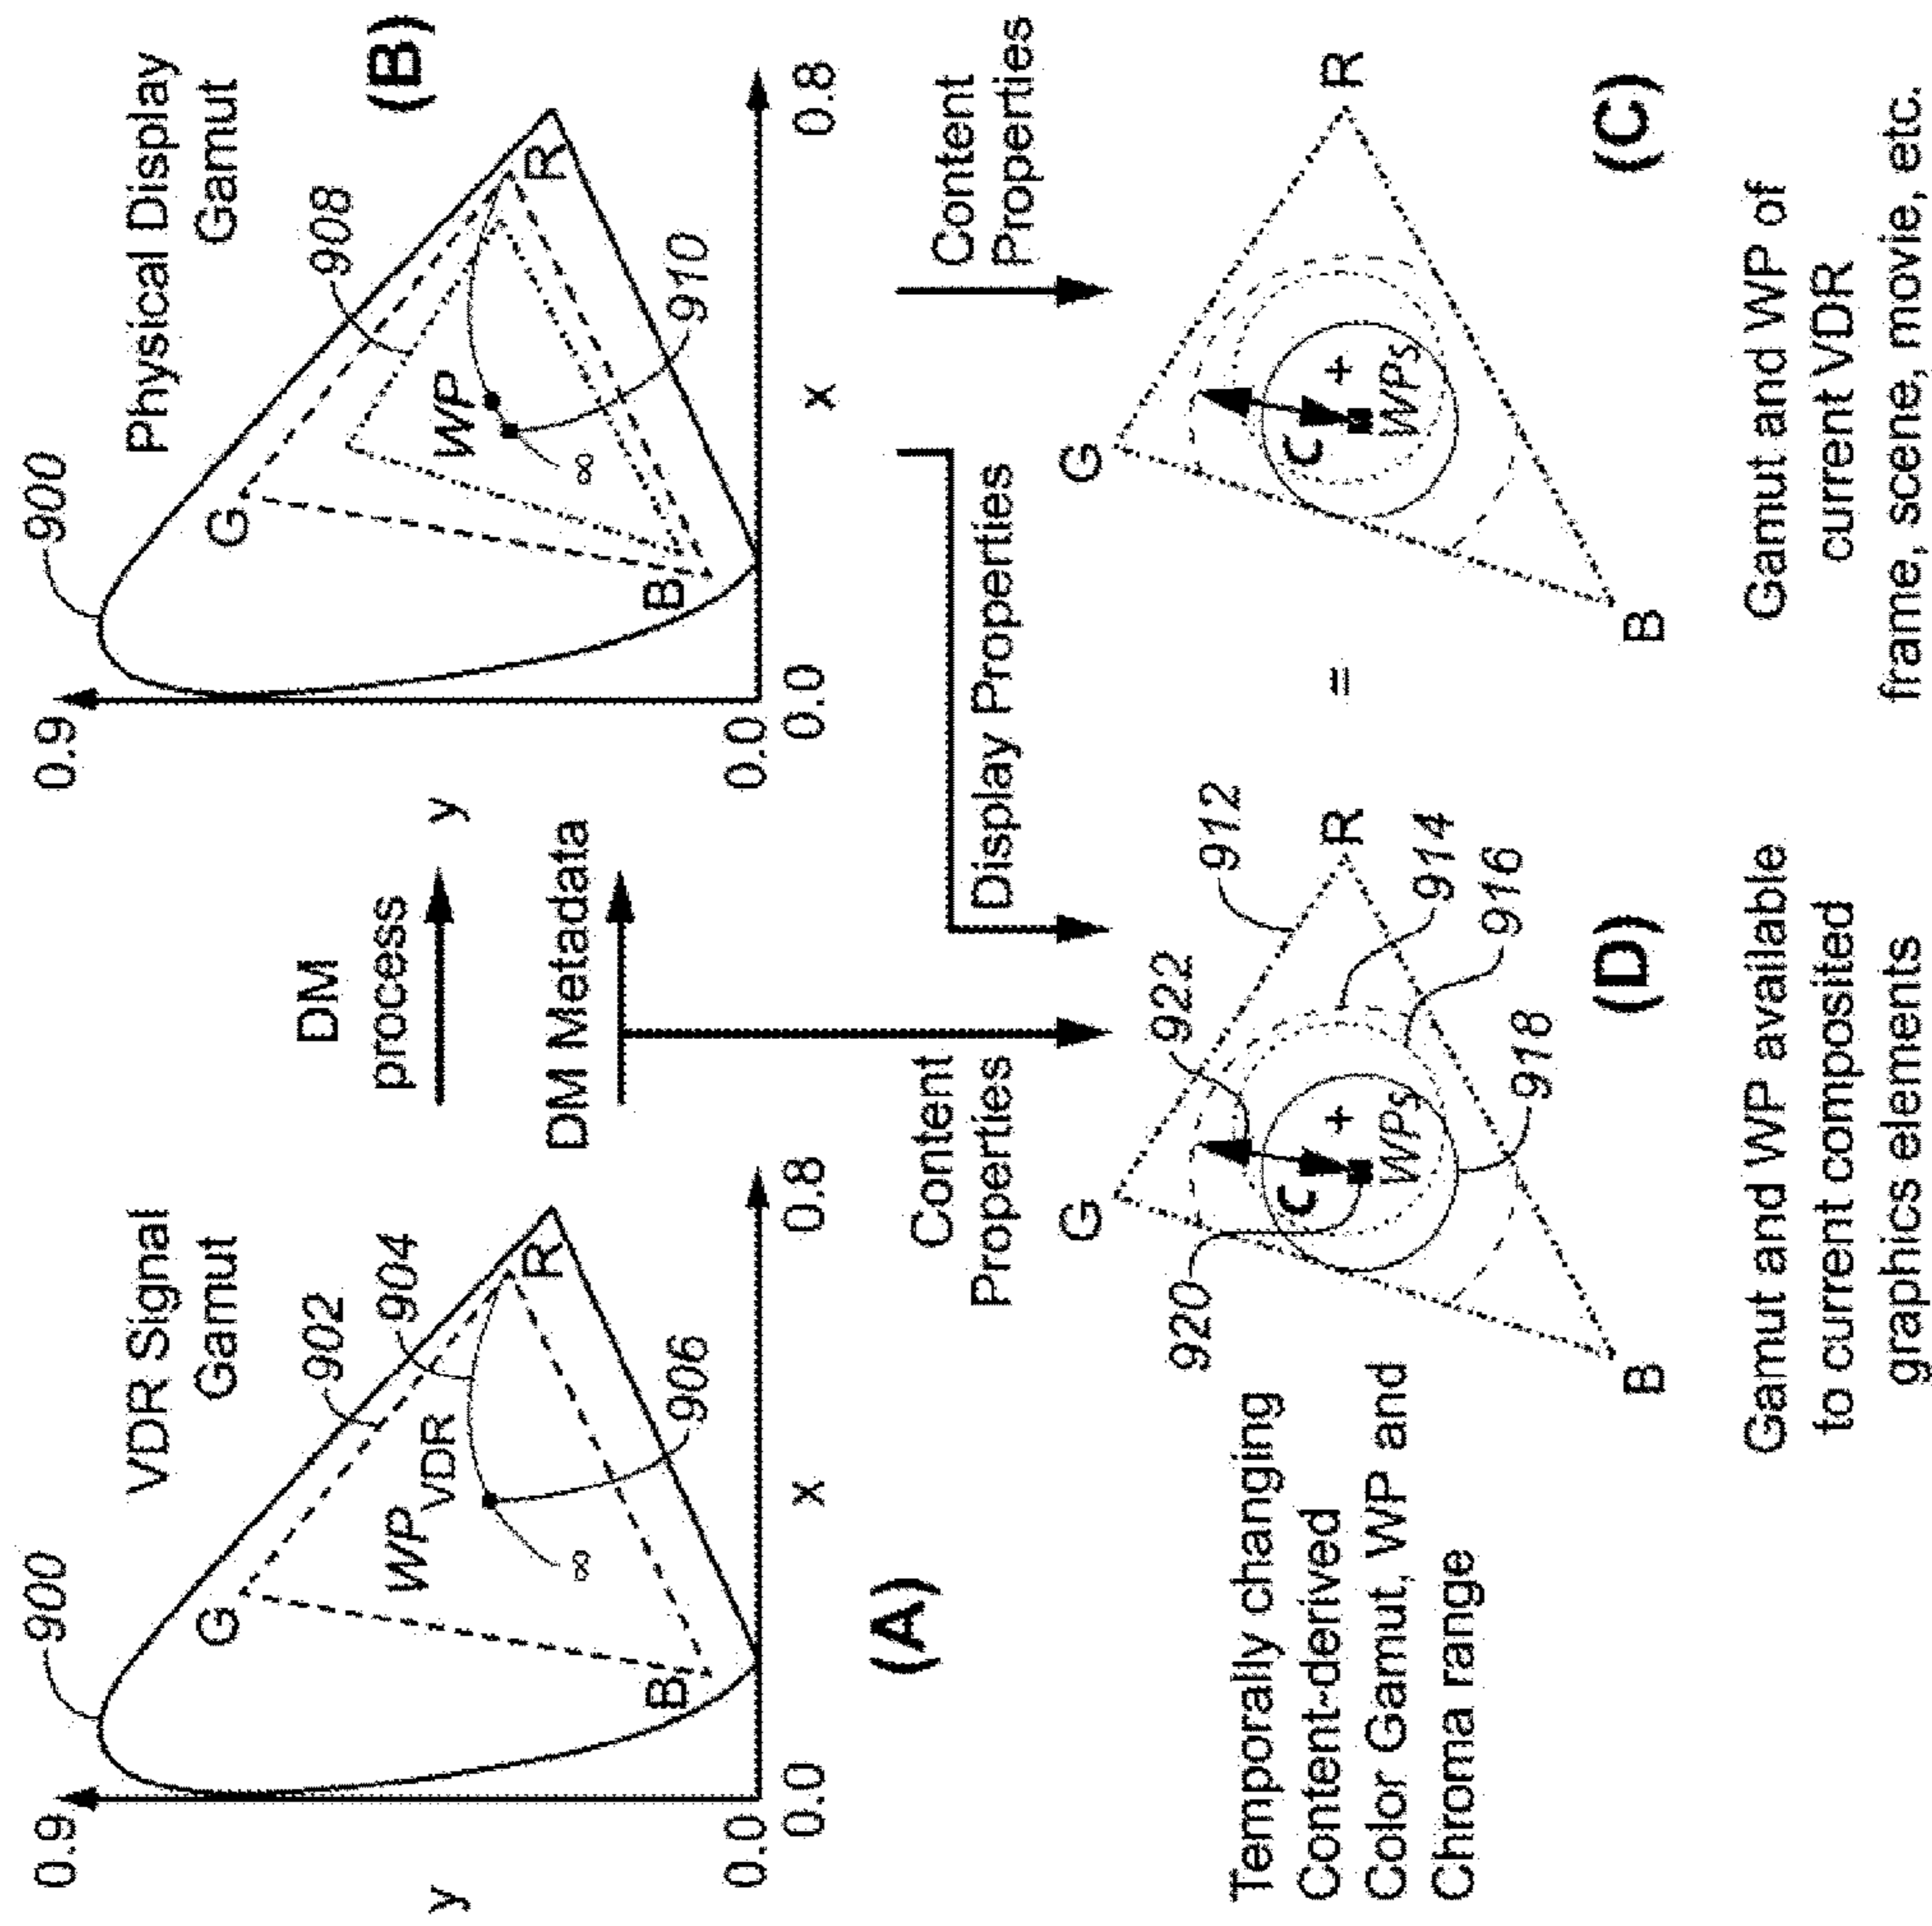 900
VDR Signal
Gamut
0.9
y
G
902
904
WP
VDR
R
∞
B
906
0.0
0.0
x
0.8
(A)
DM
process
DM Metadata
900
Physical Display
Gamut
(B)
0.9
y
G
908
WP
R
∞
B
910
0.0
0.0
x
0.8
Content
Properties
Display Properties
Content
Properties
Temporally changing
Content-derived
Color Gamut, WP and
Chroma range
920
G
922
912
C
+
WPs
R
914
916
918
B
(D)
Gamut and WP available
to current composited
graphics elements
=
G
C
+
WPs
R
B
(C)
Gamut and WP of
current VDR
frame, scene, movie, etc.